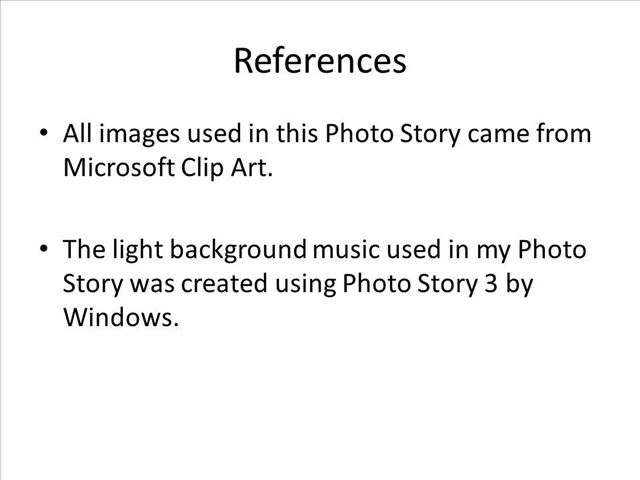 References
• All images used in this Photo Story came from
Microsoft Clip Art.
• The light background music used in my Photo
Story was created using Photo Story 3 by
Windows.